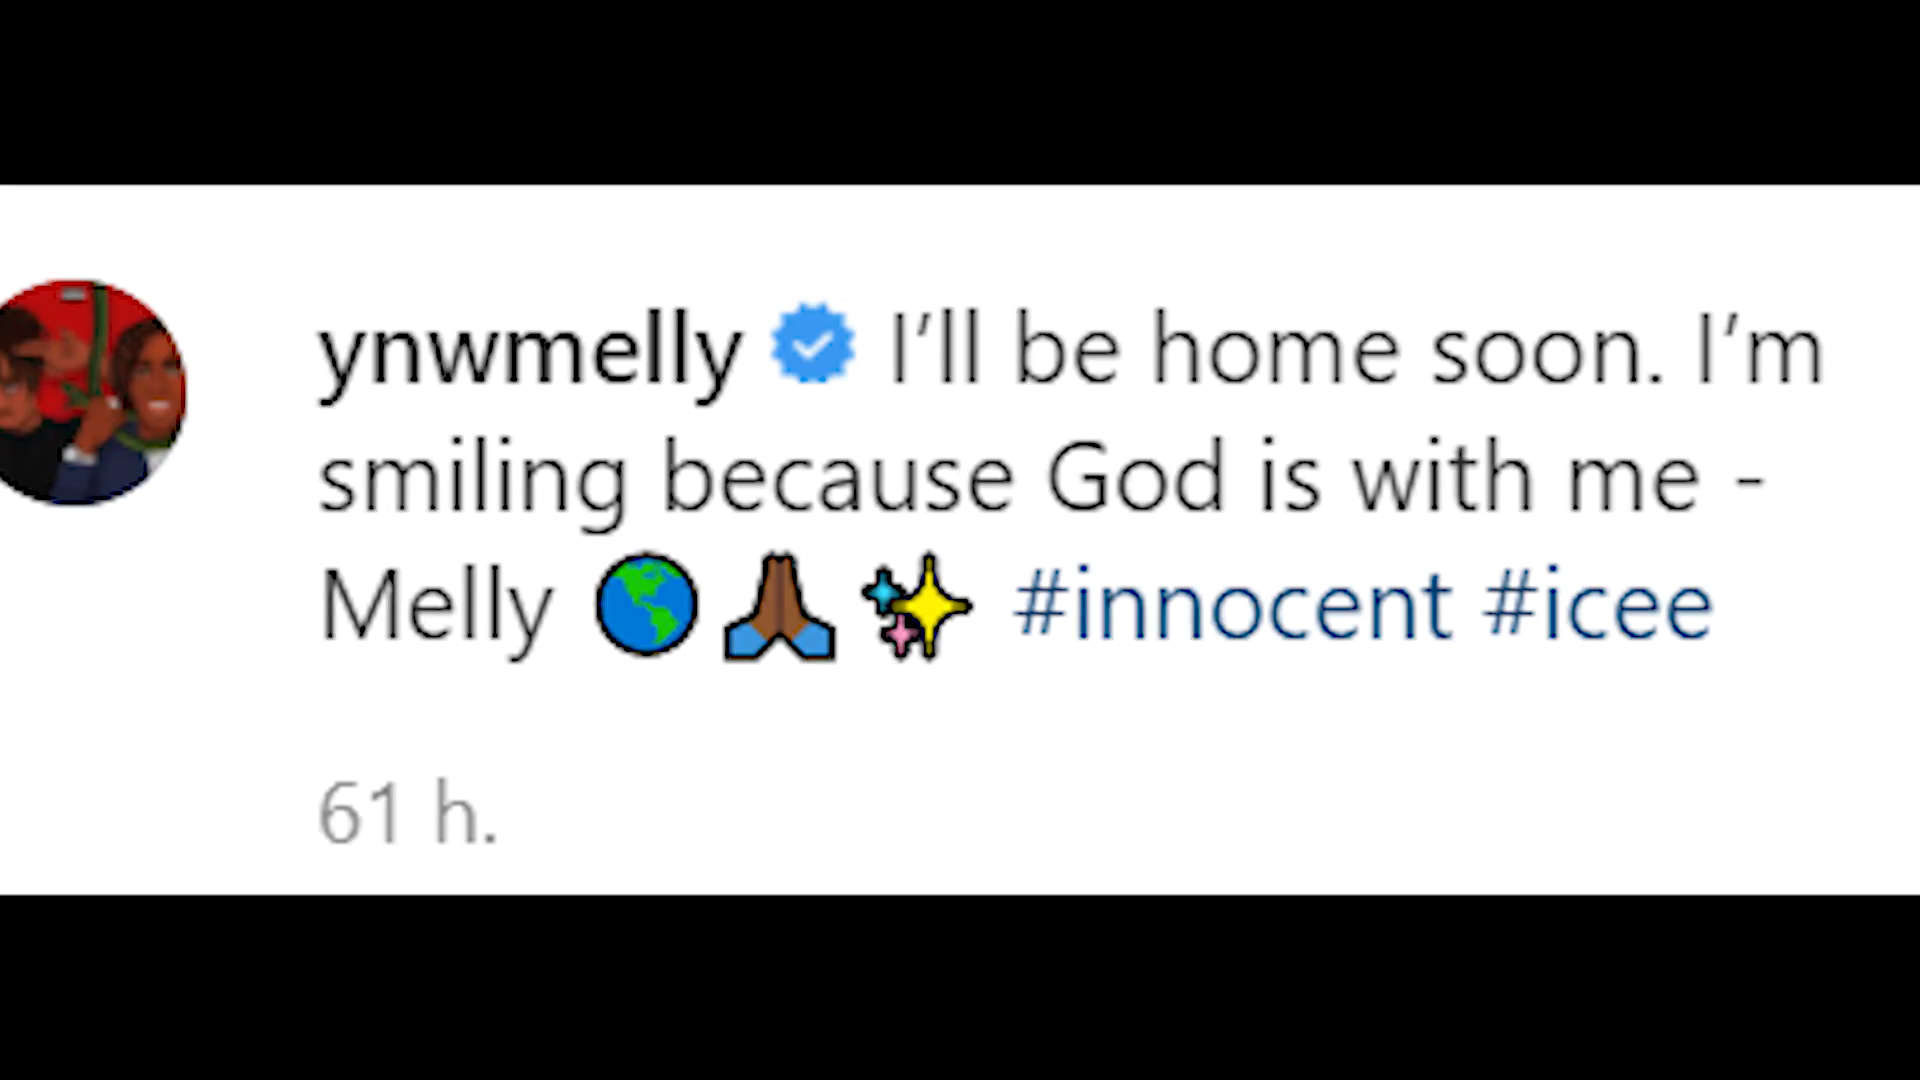 ynwmelly I’ll be home soon. I’m
smiling because God is with me -
Melly 🌎🙏🏾✨ #innocent #icee
61 h.